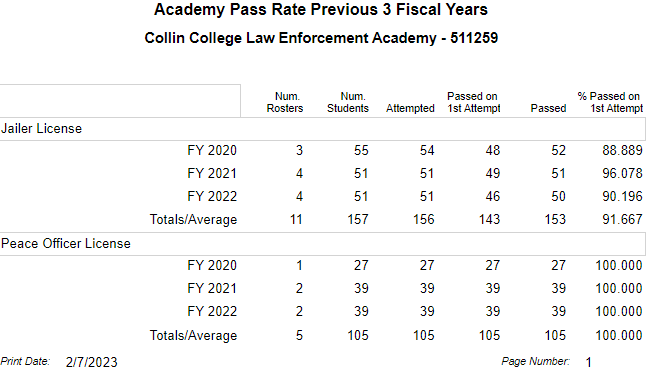 Academy Pass Rate Previous 3 Fiscal Years
Collin College Law Enforcement Academy - 511259
Num. Rosters Num. Students Attempted Passed on 1st Attempt Passed % Passed on 1st Attempt
Jailer License
FY 2020 3 55 54 48 52 88.889
FY 2021 4 51 51 49 51 96.078
FY 2022 4 51 51 46 50 90.196
Totals/Average 11 157 156 143 153 91.667
Peace Officer License
FY 2020 1 27 27 27 27 100.000
FY 2021 2 39 39 39 39 100.000
FY 2022 2 39 39 39 39 100.000
Totals/Average 5 105 105 105 105 100.000
Print Date: 2/7/2023 Page Number: 1